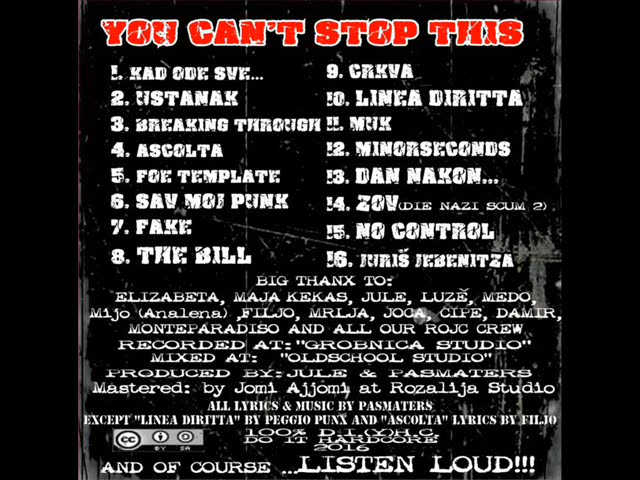 YOU CAN'T STOP THIS
1. KAD ODE SVE...
2. USTANAK
3. BREAKING THROUGH
4. ASCOLTA
5. FOE TEMPLATE
6. SAV MOJ PUNK
7. FAKE
8. THE BILL
9. CRKVA
10. LINEA DIRITTA
11. MUK
12. MINORSECONDS
13. DAN NAKON...
14. ZOV(DIE NAZI SCUM 2)
15. NO CONTROL
16. JURIŠ JEBENITZA
BIG THANX TO:
ELIZABETA, MAJA KEKAS, JULE, LUZĚ, MEDO,
Mijo (Analena) ,FILJO, MRLJA, JOCA, CIPE, DAMIR,
MONTEPARADISO AND ALL OUR ROJC CREW
RECORDED AT:"GROBNICA STUDIO"
MIXED AT: "OLDSCHOOL STUDIO"
PRODUCED BY:JULE & PASMATERS
Mastered: by Jomi Ajjomi at Rozalija Studio
ALL LYRICS & MUSIC BY PASMATERS
EXCEPT "LINEA DIRITTA" BY PEGGIO PUNX AND "ASCOLTA" LYRICS BY FILJO
100% D.I.Y.H.C.
DO IT HARDCORE
cc BY SA
2016
AND OF COURSE ...LISTEN LOUD!!!